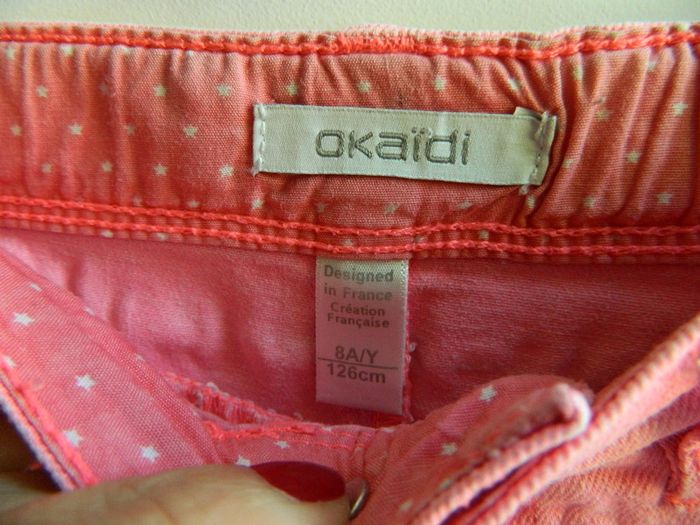 okaïdi
Designed
in France
Création
Française
8A/Y
126cm